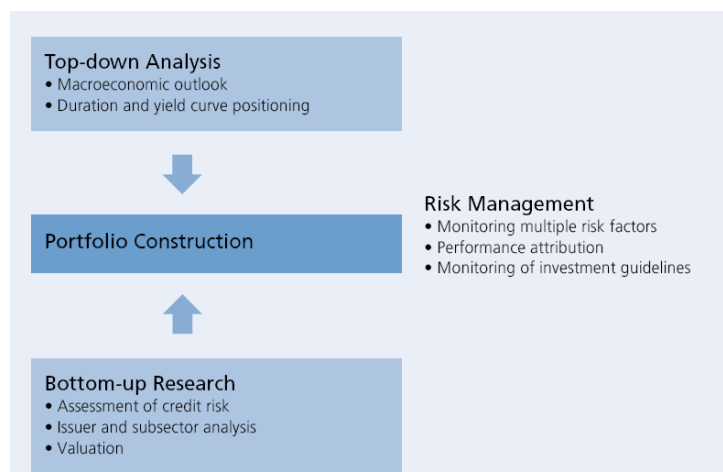 Top-down Analysis
• Macroeconomic outlook
• Duration and yield curve positioning
Portfolio Construction
Risk Management
• Monitoring multiple risk factors
• Performance attribution
• Monitoring of investment guidelines
Bottom-up Research
• Assessment of credit risk
• Issuer and subsector analysis
• Valuation